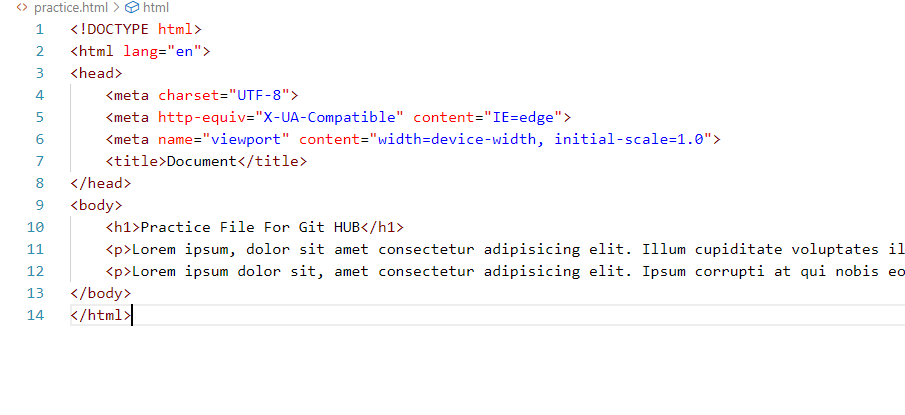 practice.html > html
1 <!DOCTYPE html>
2 <html lang="en">
3 <head>
4     <meta charset="UTF-8">
5     <meta http-equiv="X-UA-Compatible" content="IE=edge">
6     <meta name="viewport" content="width=device-width, initial-scale=1.0">
7     <title>Document</title>
8 </head>
9 <body>
10     <h1>Practice File For Git HUB</h1>
11     <p>Lorem ipsum, dolor sit amet consectetur adipisicing elit. Illum cupiditate voluptates il
12     <p>Lorem ipsum dolor sit, amet consectetur adipisicing elit. Ipsum corrupti at qui nobis eo
13 </body>
14 </html>